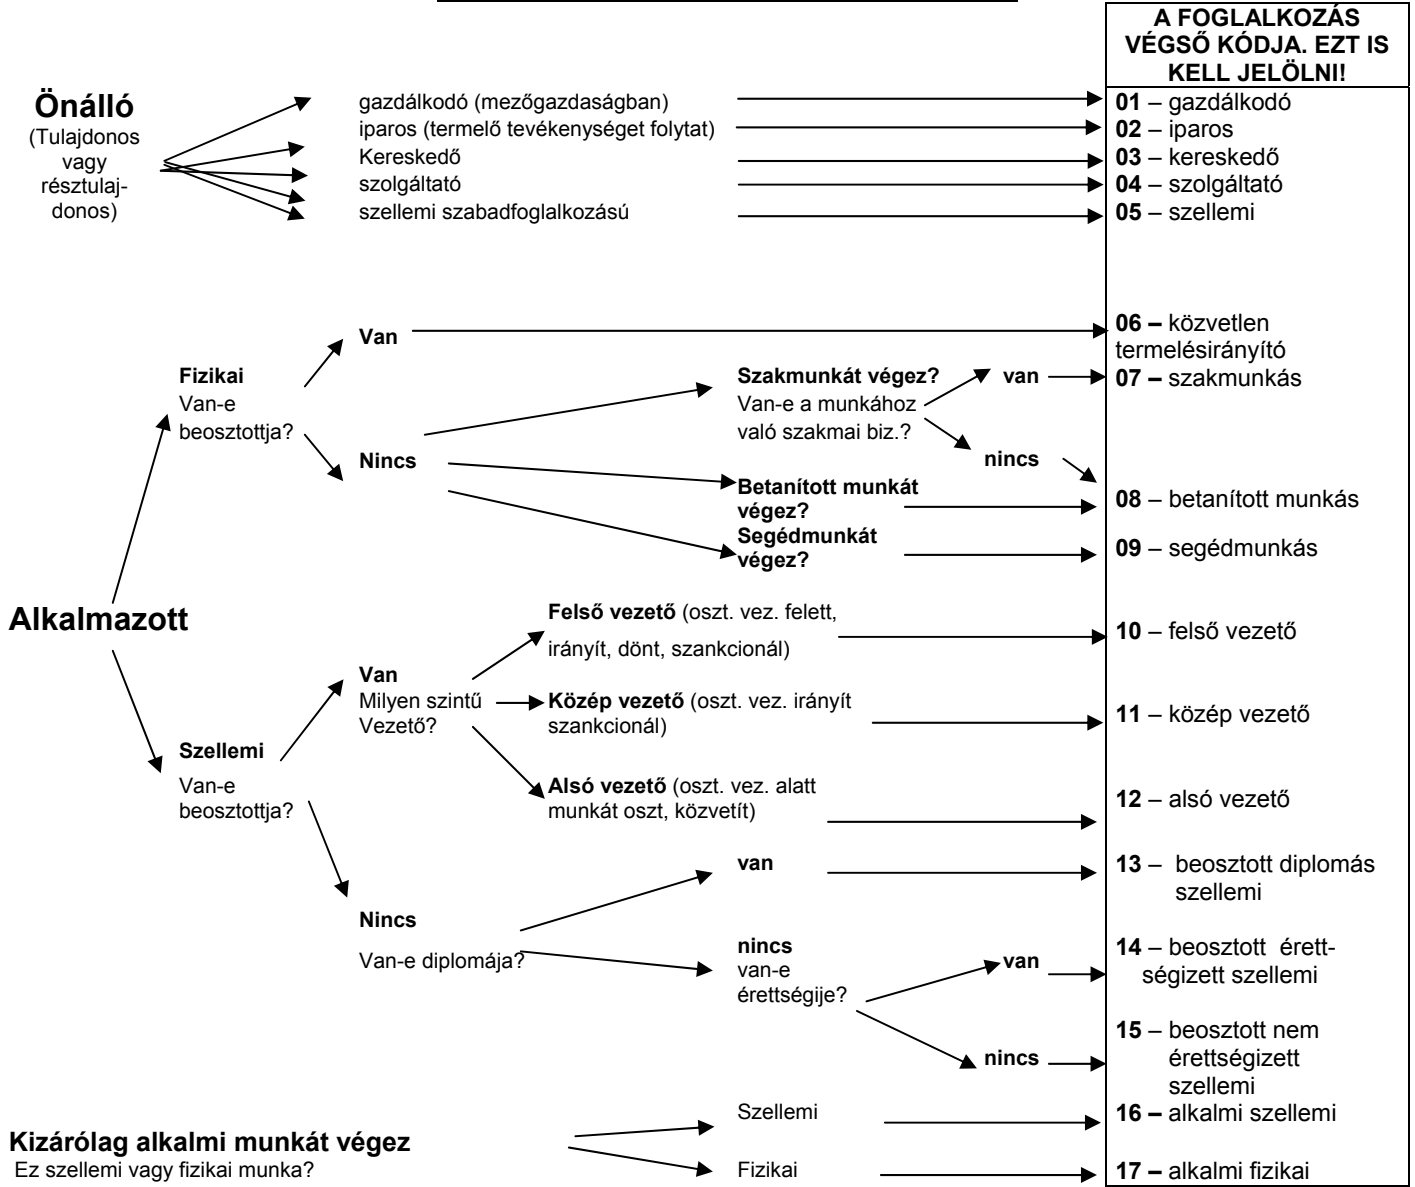 A FOGLALKOZÁS
VÉGSŐ KÓDJA. EZT IS
KELL JELÖLNI!
Önálló
(Tulajdonos
vagy
résztulaj-
donos)
gazdálkodó (mezőgazdaságban)
iparos (termelő tevékenységet folytat)
Kereskedő
szolgáltató
szellemi szabadfoglalkozású
01 – gazdálkodó
02 – iparos
03 – kereskedő
04 – szolgáltató
05 – szellemi
Alkalmazott
Fizikai
Van-e
beosztottja?
Van
06 – közvetlen
termelésirányító
Nincs
Szakmunkát végez?
Van-e a munkához
való szakmai biz.?
van
07 – szakmunkás
nincs
Betanított munkát
végez?
08 – betanított munkás
Segédmunkát
végez?
09 – segédmunkás
Szellemi
Van-e
beosztottja?
Van
Milyen szintű
Vezető?
Felső vezető (oszt. vez. felett,
irányít, dönt, szankcionál)
10 – felső vezető
Közép vezető (oszt. vez. irányít
szankcionál)
11 – közép vezető
Alsó vezető (oszt. vez. alatt
munkát oszt, közvetít)
12 – alsó vezető
Nincs
Van-e diplomája?
van
13 – beosztott diplomás
szellemi
nincs
van-e
érettségije?
van
14 – beosztott érett-
ségizett szellemi
nincs
15 – beosztott nem
érettségizett
szellemi
Kizárólag alkalmi munkát végez
Ez szellemi vagy fizikai munka?
Szellemi
16 – alkalmi szellemi
Fizikai
17 – alkalmi fizikai